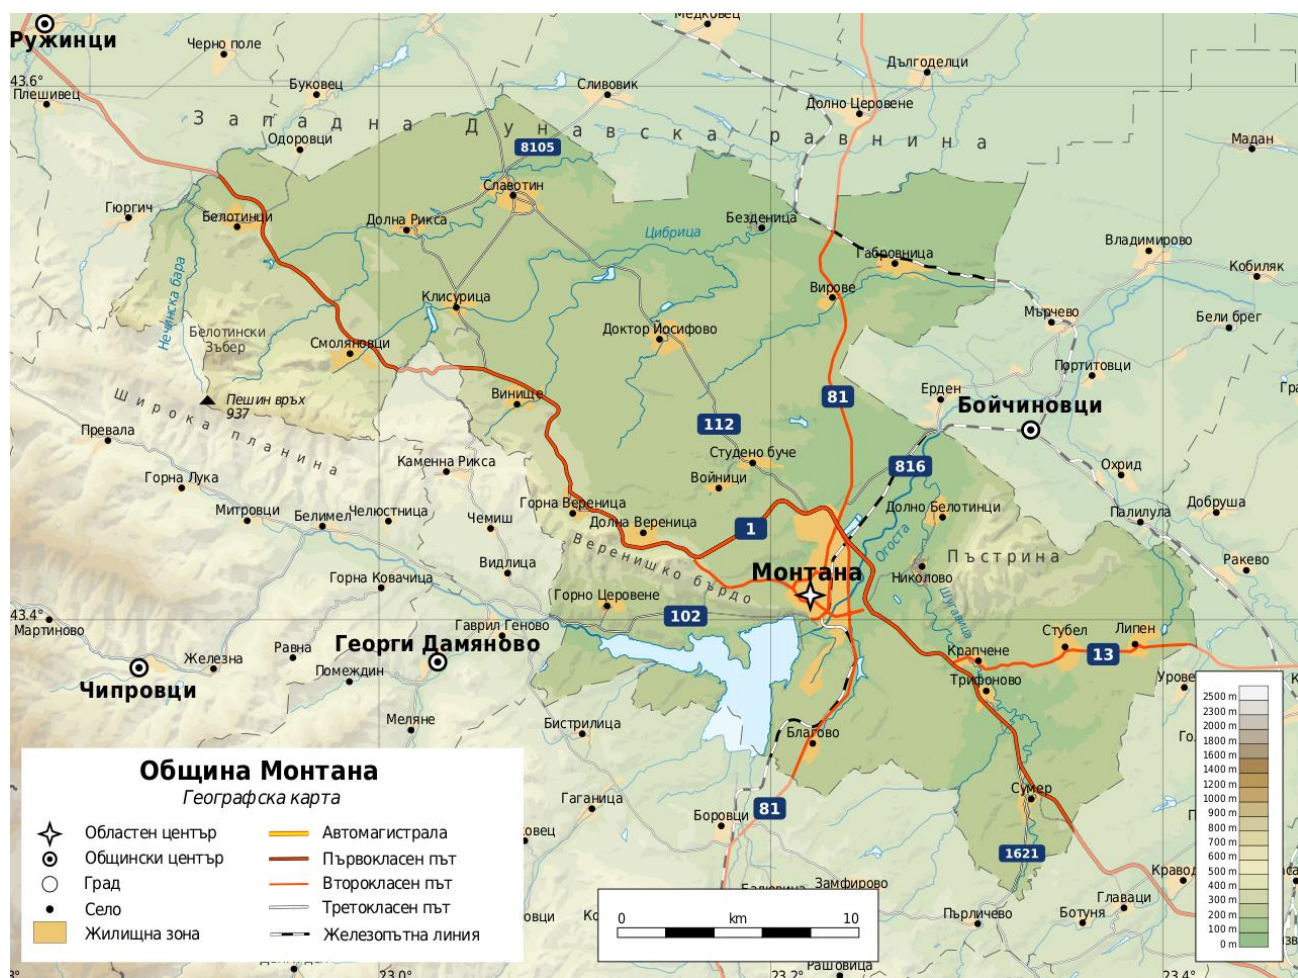 Медковец
Ружинци
Черно поле
Дългоделци
43.6°
Плешивец
Буковец
Сливовик
Долно Церовене
Западна Дунавска равнина
Одоровци
8105
Мадан
Славотин
Гюргич
Белотинци
Долна Рикса
Безденица
Цибрица
Габровница
Владимирово
Кобиляк
Нечинска бара
Клисурица
Вирове
Мърчево
Бели брег
Белотински
Зъбер
Смоляновци
Доктор Йосифово
Портитовци
Пешин връх
937
Винище
81
Ерден
Бойчиновци
Широка планина
Превала
112
Студено буче
816
Каменна Рикса
Войници
Охрид
Горна Лука
Митровци
Белимел
Челюстница
Чемиш
Горна Вереница
Долна Вереница
1
Долно Белотинци
Палилула
Добруша
Огоста
Пъстрина
Веренишко бърдо
Видлица
Монтана
Николово
Ракево
Горна Ковачица
Горно Церовене
102
Шугавица
43.4°
Мартиново
Гаврил Геново
Стубел
Липен
Георги Дамяново
Равна
13
Железна
Крапчене
Чипровци
Помеждин
Трифоново
Урове
Меляне
Бистрилица
Благово
Сумер
Гаганица
81
Боровци
1621
Замфирово
Кравод
Главаци
Пърличево
Ботуня
Рашовица
23.0°
23.2°
23.4°
Община Монтана
Географска карта
Областен център
Общински център
Град
Село
Жилищна зона
Автомагистрала
Първокласен път
Второкласен път
Третокласен път
Железопътна линия
0 km 10
2500 m
2300 m
2000 m
1800 m
1600 m
1400 m
1200 m
1000 m
900 m
800 m
700 m
600 m
500 m
400 m
300 m
200 m
100 m
0 m